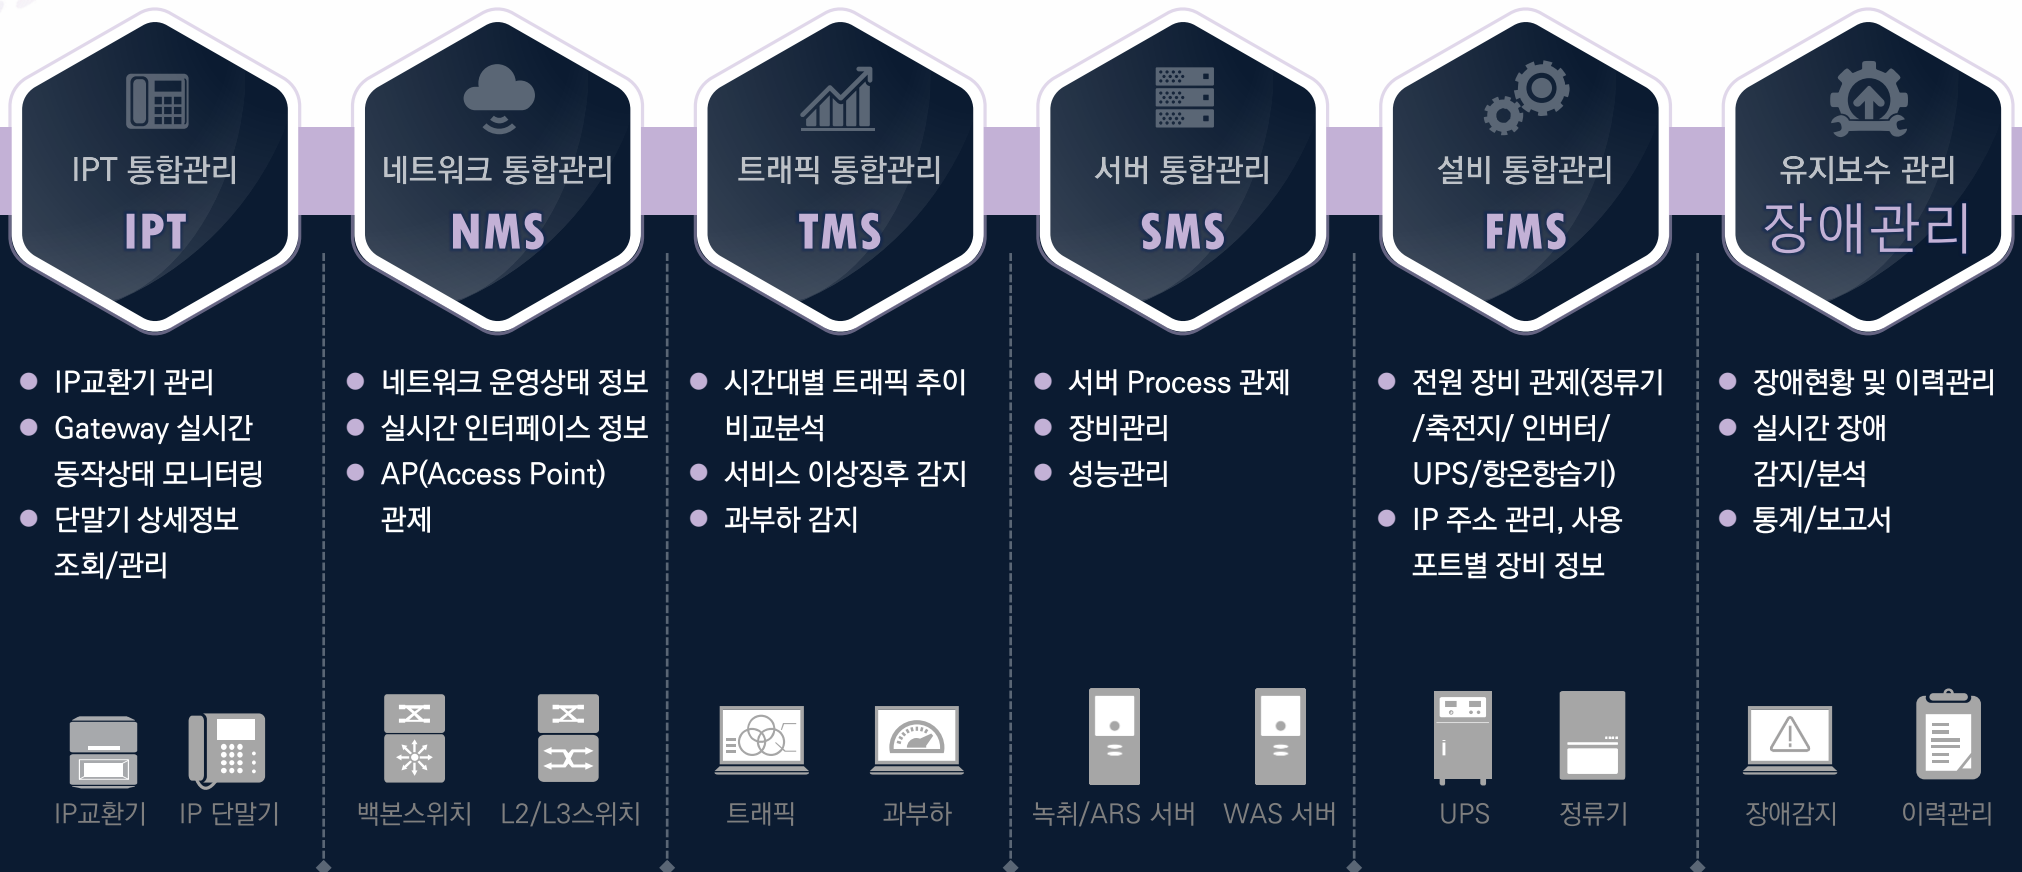 IPT 통합관리
IPT
IP교환기 관리
Gateway 실시간
동작상태 모니터링
단말기 상세정보
조회/관리
IP교환기
IP 단말기
네트워크 통합관리
NMS
네트워크 운영상태 정보
실시간 인터페이스 정보
AP(Access Point)
관제
백본스위치
L2/L3스위치
트래픽 통합관리
TMS
시간대별 트래픽 추이
비교분석
서비스 이상징후 감지
과부하 감지
트래픽
과부하
서버 통합관리
SMS
서버 Process 관제
장비관리
성능관리
녹취/ARS 서버
WAS 서버
설비 통합관리
FMS
전원 장비 관제(정류기
/축전지/ 인버터/
UPS/항온항습기)
IP 주소 관리, 사용
포트별 장비 정보
UPS
정류기
유지보수 관리
장애관리
장애현황 및 이력관리
실시간 장애
감지/분석
통계/보고서
장애감지
이력관리